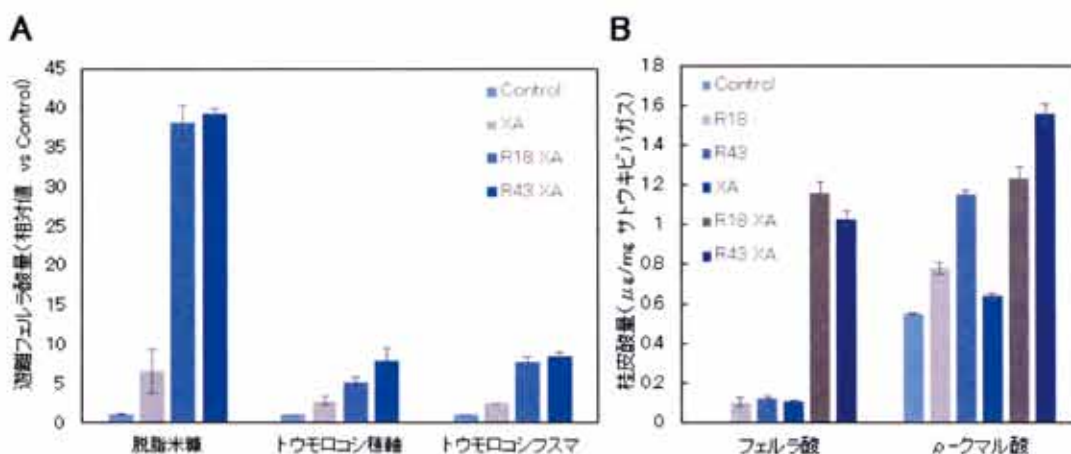 A
遊離フェルラ酸量(相対値 vs Control)
45
40
35
30
25
20
15
10
5
0
Control
XA
R18 XA
R43 XA
脱脂米糠
トウモロコシ穂軸
トウモロコシフスマ
B
桂皮酸量(μg/mg サトウキビバガス)
1.8
1.6
1.4
1.2
1
0.8
0.6
0.4
0.2
0
Control
R18
R43
XA
R18 XA
R43 XA
フェルラ酸
ρ-クマル酸